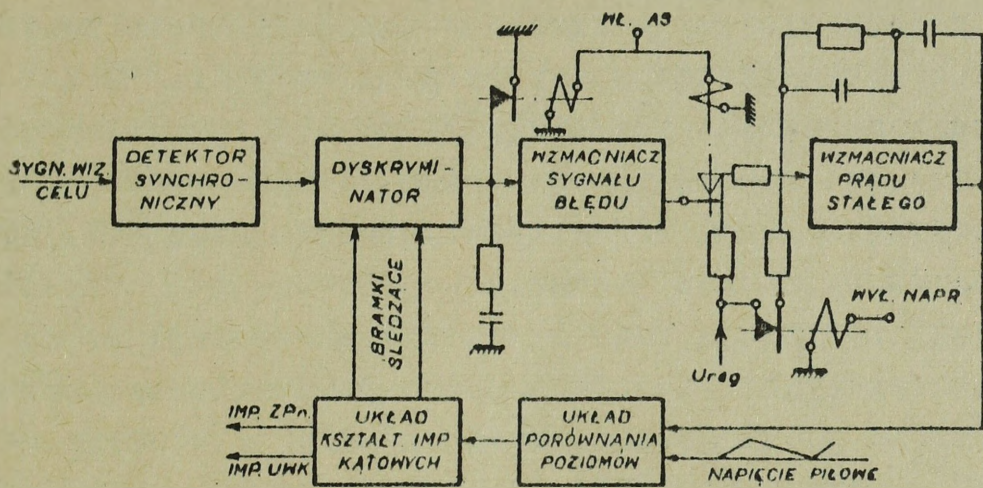 WŁ. AS
SYGN. WIZ.
CELU
DETEKTOR
SYNCHRO-
NICZNY
DYSKRYMI-
NATOR
WZMACNIACZ
SYGNAŁU
BŁĘDU
WZMACNIACZ
PRĄDU
STAŁEGO
BRAMKI
ŚLEDZĄCE
WYŁ. NAPR.
Ureg
IMP. ZPn.
IMP. UWK
UKŁAD
KSZTAŁT. IMP
KĄTOWYCH
UKŁAD
PORÓWNANIA
POZIOMÓW
NAPIĘCIE PIŁOWE